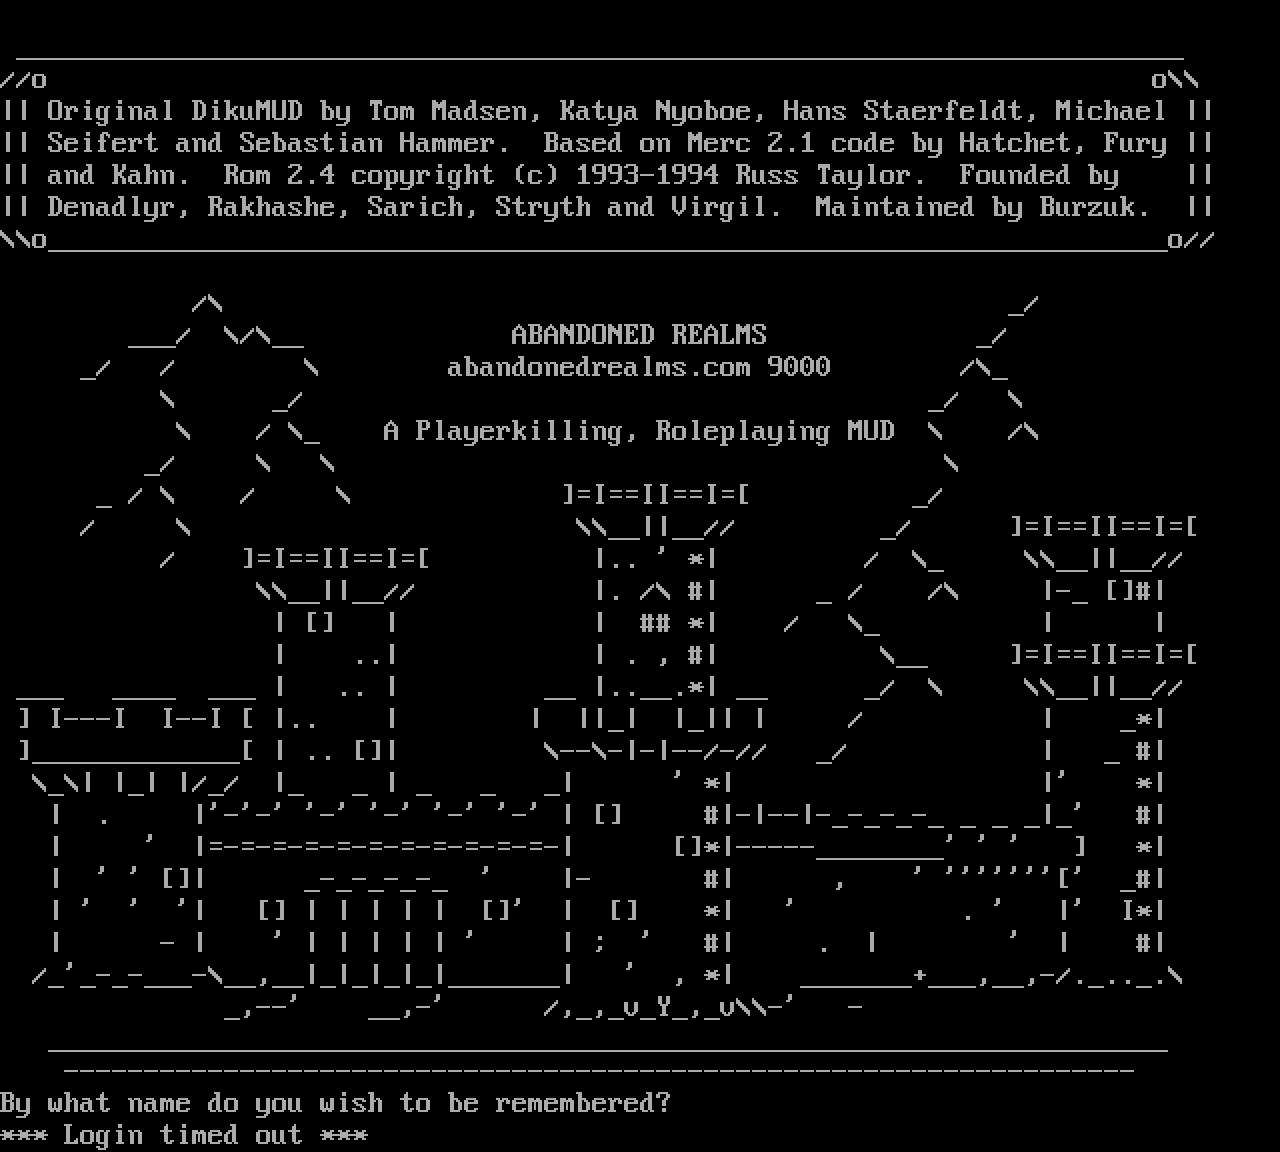 Original DikuMUD by Tom Madsen, Katya Nyoboe, Hans Staerfeldt, Michael
Seifert and Sebastian Hammer.  Based on Merc 2.1 code by Hatchet, Fury
and Kahn.  Rom 2.4 copyright (c) 1993-1994 Russ Taylor.  Founded by
Denadlyr, Rakhashe, Sarich, Stryth and Virgil.  Maintained by Burzuk.
ABANDONED REALMS
abandonedrealms.com 9000
A Playerkilling, Roleplaying MUD
By what name do you wish to be remembered?
*** Login timed out ***